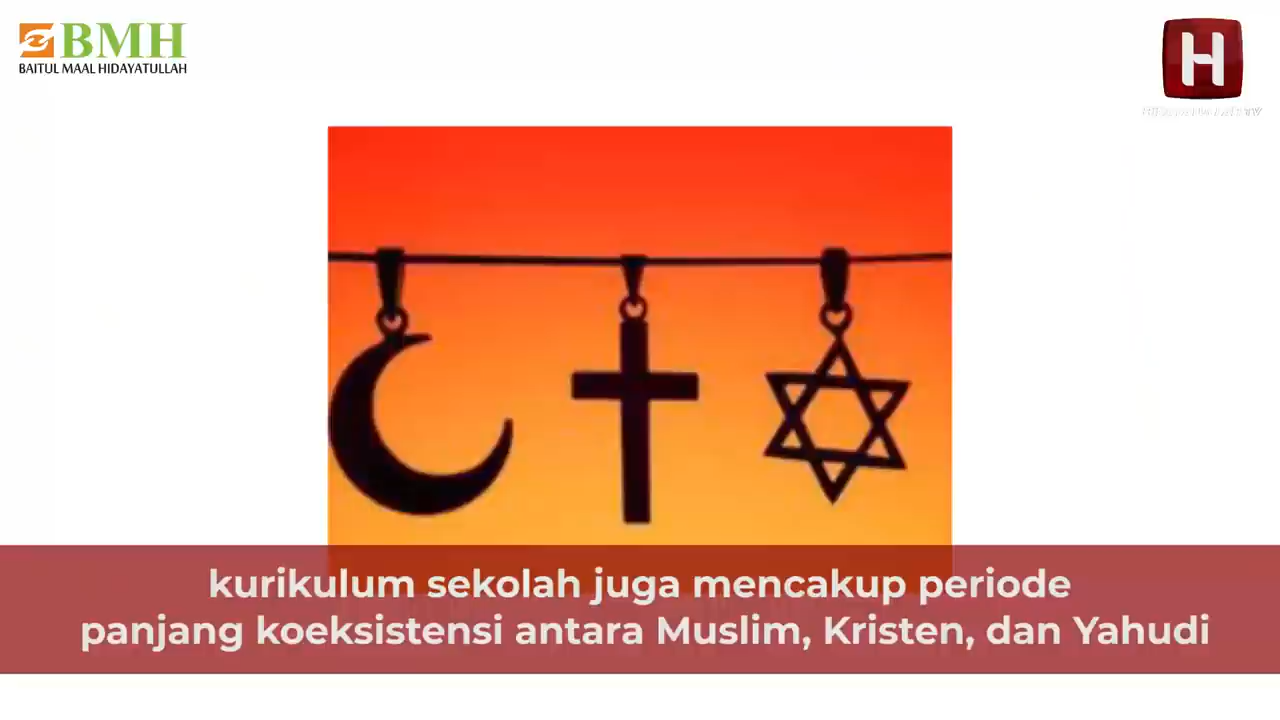 BMH
BAITUL MAAL HIDAYATULLAH
H
kurikulum sekolah juga mencakup periode
panjang koeksistensi antara Muslim, Kristen, dan Yahudi